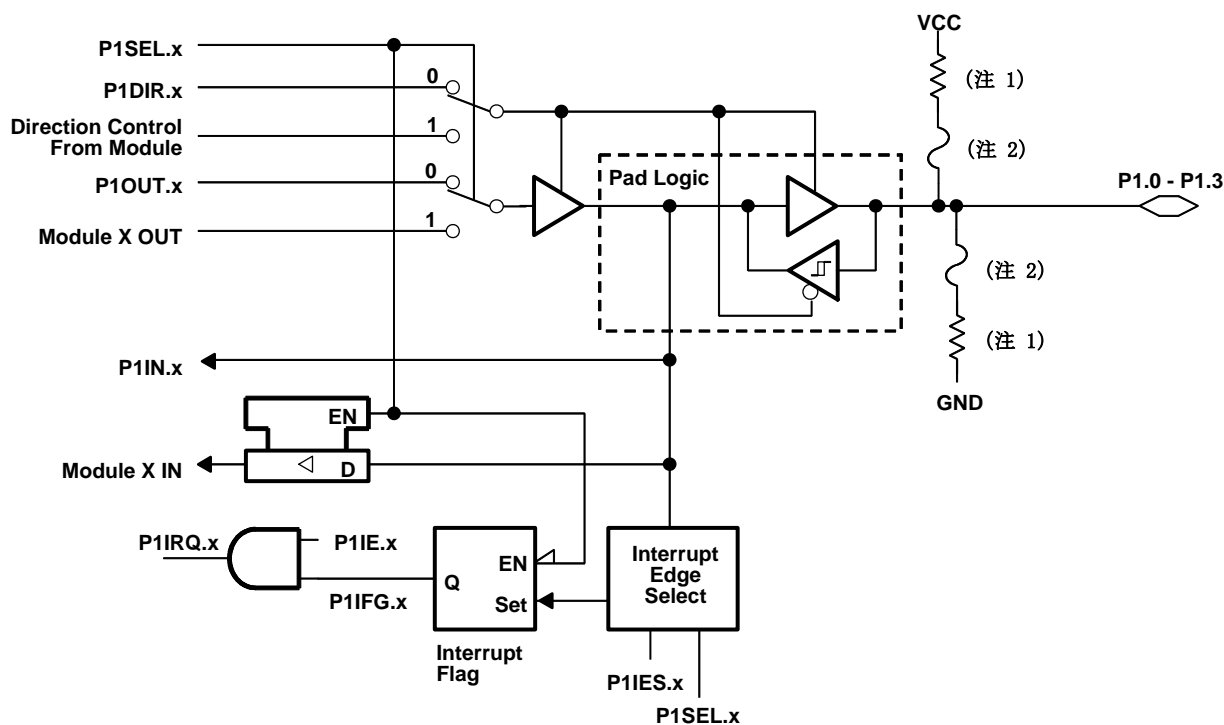 VCC
P1SEL.x
0
P1DIR.x
(注 1)
Direction Control
From Module
1
(注 2)
0
Pad Logic
P1.0 - P1.3
P1OUT.x
1
Module X OUT
(注 2)
(注 1)
P1IN.x
GND
EN
Module X IN
D
P1IRQ.x
P1IE.x
Interrupt
Edge
Select
EN
Q
P1IFG.x
Set
Interrupt
Flag
P1IES.x
P1SEL.x